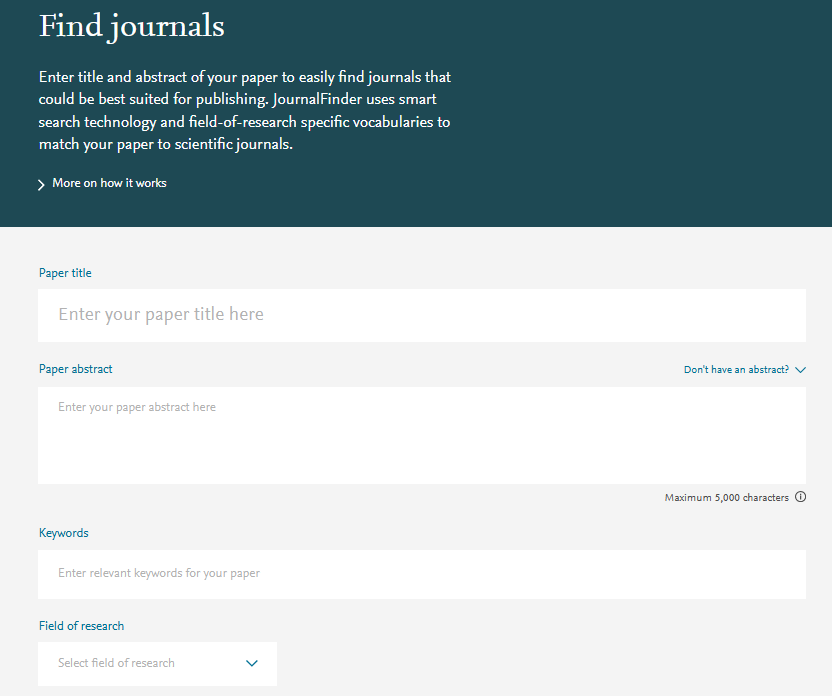 Find journals
Enter title and abstract of your paper to easily find journals that
could be best suited for publishing. JournalFinder uses smart
search technology and field-of-research specific vocabularies to
match your paper to scientific journals.
More on how it works
Paper title
Enter your paper title here
Paper abstract
Don't have an abstract?
Enter your paper abstract here
Maximum 5,000 characters
Keywords
Enter relevant keywords for your paper
Field of research
Select field of research